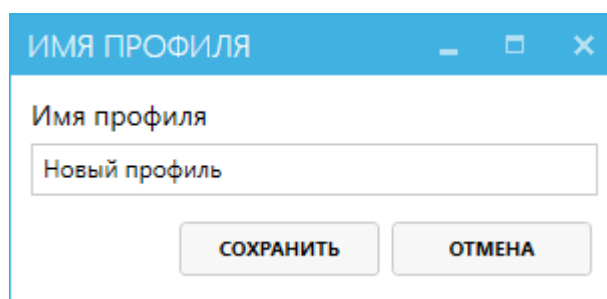 ИМЯ ПРОФИЛЯ
Имя профиля
Новый профиль
СОХРАНИТЬ ОТМЕНА